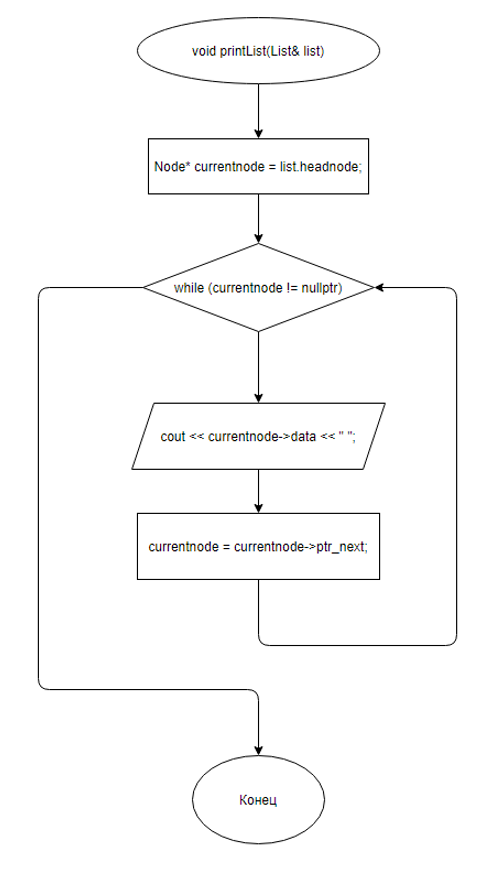 void printList(List& list)
Node* currentnode = list.headnode;
while (currentnode != nullptr)
cout << currentnode->data << " ";
currentnode = currentnode->ptr_next;
Конец